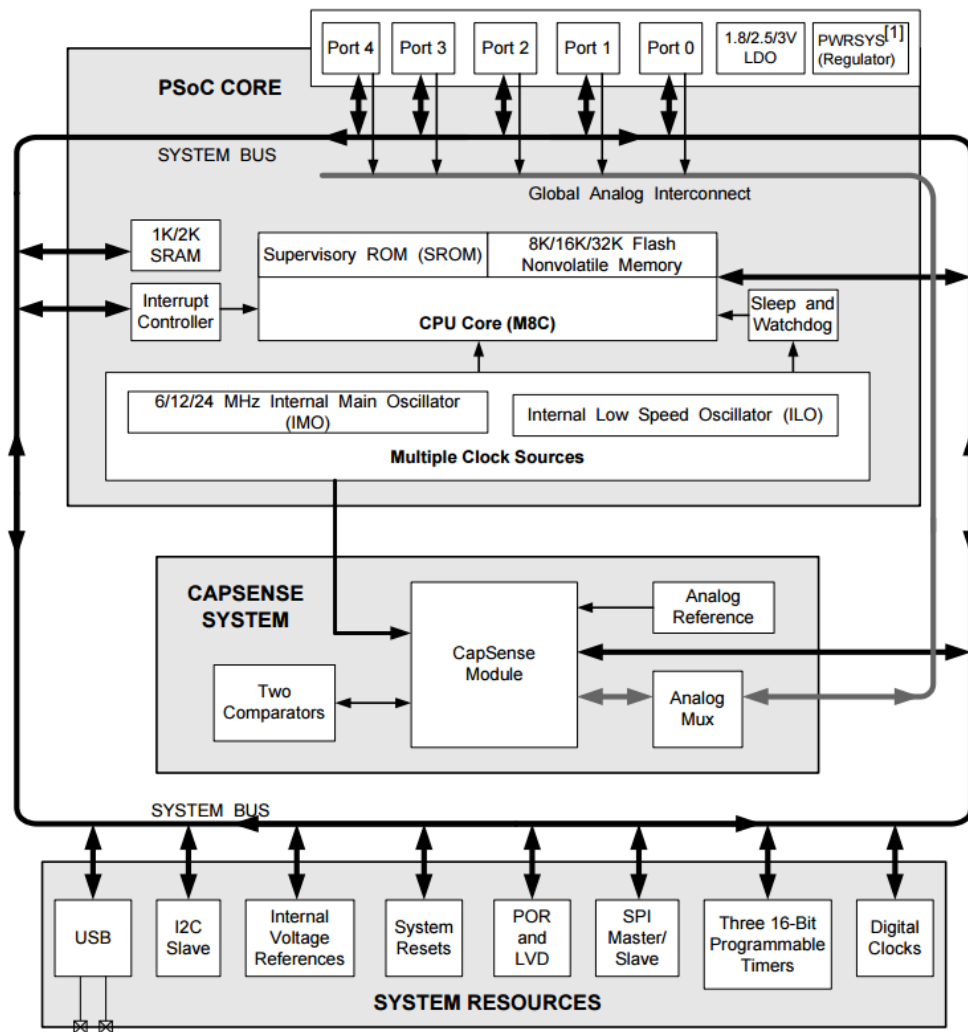 Port 4
Port 3
Port 2
Port 1
Port 0
1.8/2.5/3V
LDO
PWRSYS[1]
(Regulator)
PSoC CORE
SYSTEM BUS
Global Analog Interconnect
1K/2K
SRAM
Supervisory ROM (SROM)
8K/16K/32K Flash
Nonvolatile Memory
Interrupt
Controller
CPU Core (M8C)
Sleep and
Watchdog
6/12/24 MHz Internal Main Oscillator
(IMO)
Internal Low Speed Oscillator (ILO)
Multiple Clock Sources
CAPSENSE
SYSTEM
CapSense
Module
Analog
Reference
Two
Comparators
Analog
Mux
SYSTEM BUS
USB
I2C
Slave
Internal
Voltage
References
System
Resets
POR
and
LVD
SPI
Master/
Slave
Three 16-Bit
Programmable
Timers
Digital
Clocks
SYSTEM RESOURCES